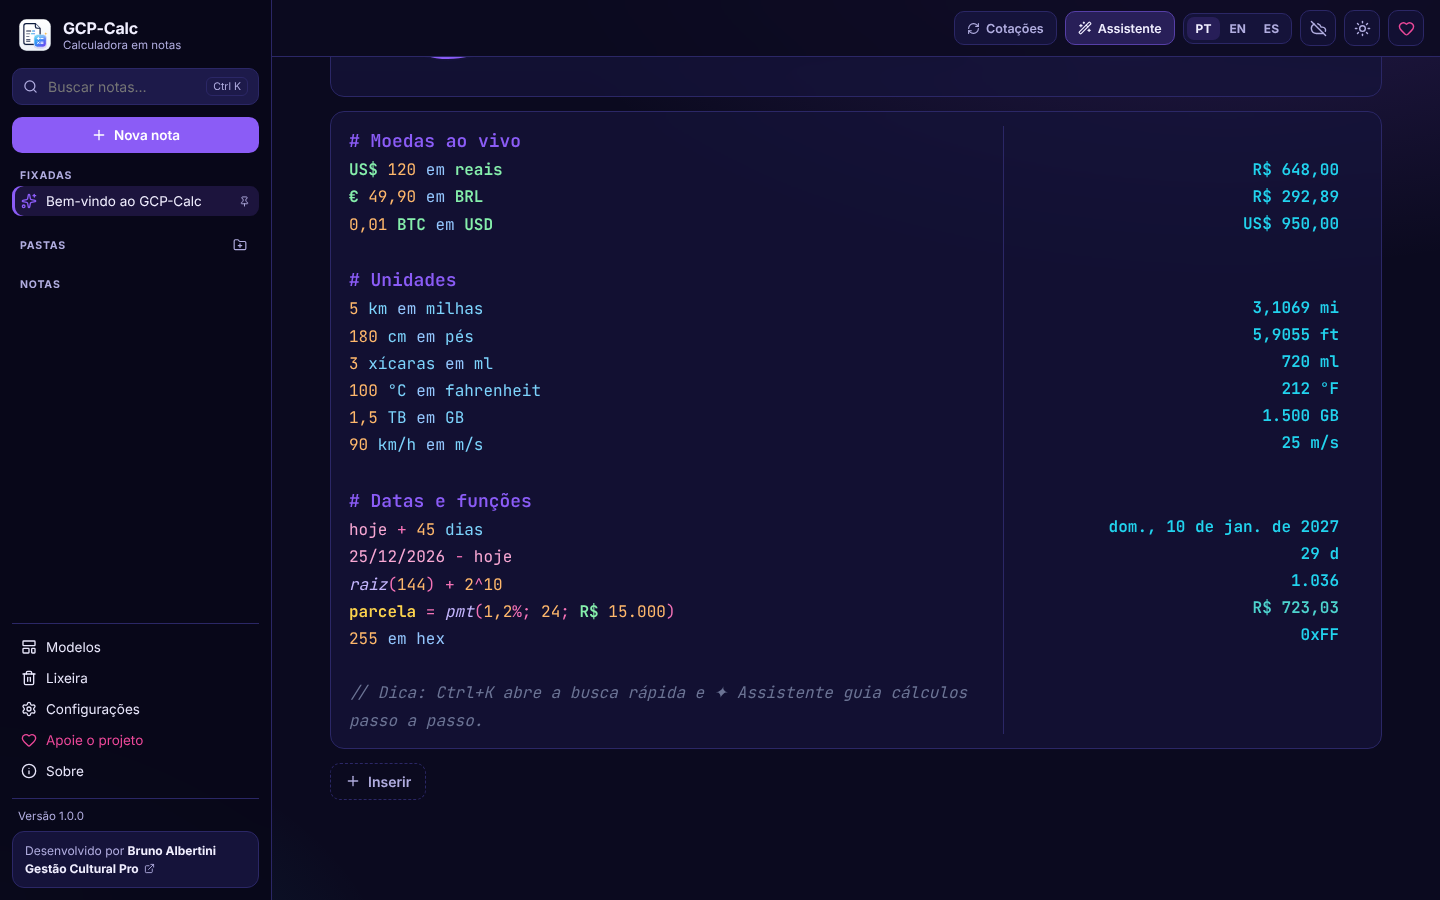 GCP-Calc
Calculadora em notas
Buscar notas...
Ctrl K
Nova nota
FIXADAS
Bem-vindo ao GCP-Calc
PASTAS
NOTAS
Modelos
Lixeira
Configurações
Apoie o projeto
Sobre
Versão 1.0.0
Desenvolvido por Bruno Albertini
Gestão Cultural Pro
Cotações
Assistente
PT EN ES
# Moedas ao vivo
US$ 120 em reais R$ 648,00
€ 49,90 em BRL R$ 292,89
0,01 BTC em USD US$ 950,00
# Unidades
5 km em milhas 3,1069 mi
180 cm em pés 5,9055 ft
3 xícaras em ml 720 ml
100 °C em fahrenheit 212 °F
1,5 TB em GB 1.500 GB
90 km/h em m/s 25 m/s
# Datas e funções
hoje + 45 dias dom., 10 de jan. de 2027
25/12/2026 - hoje 29 d
raiz(144) + 2^10 1.036
parcela = pmt(1,2%; 24; R$ 15.000) R$ 723,03
255 em hex 0xFF
// Dica: Ctrl+K abre a busca rápida e ✦ Assistente guia cálculos
passo a passo.
Inserir